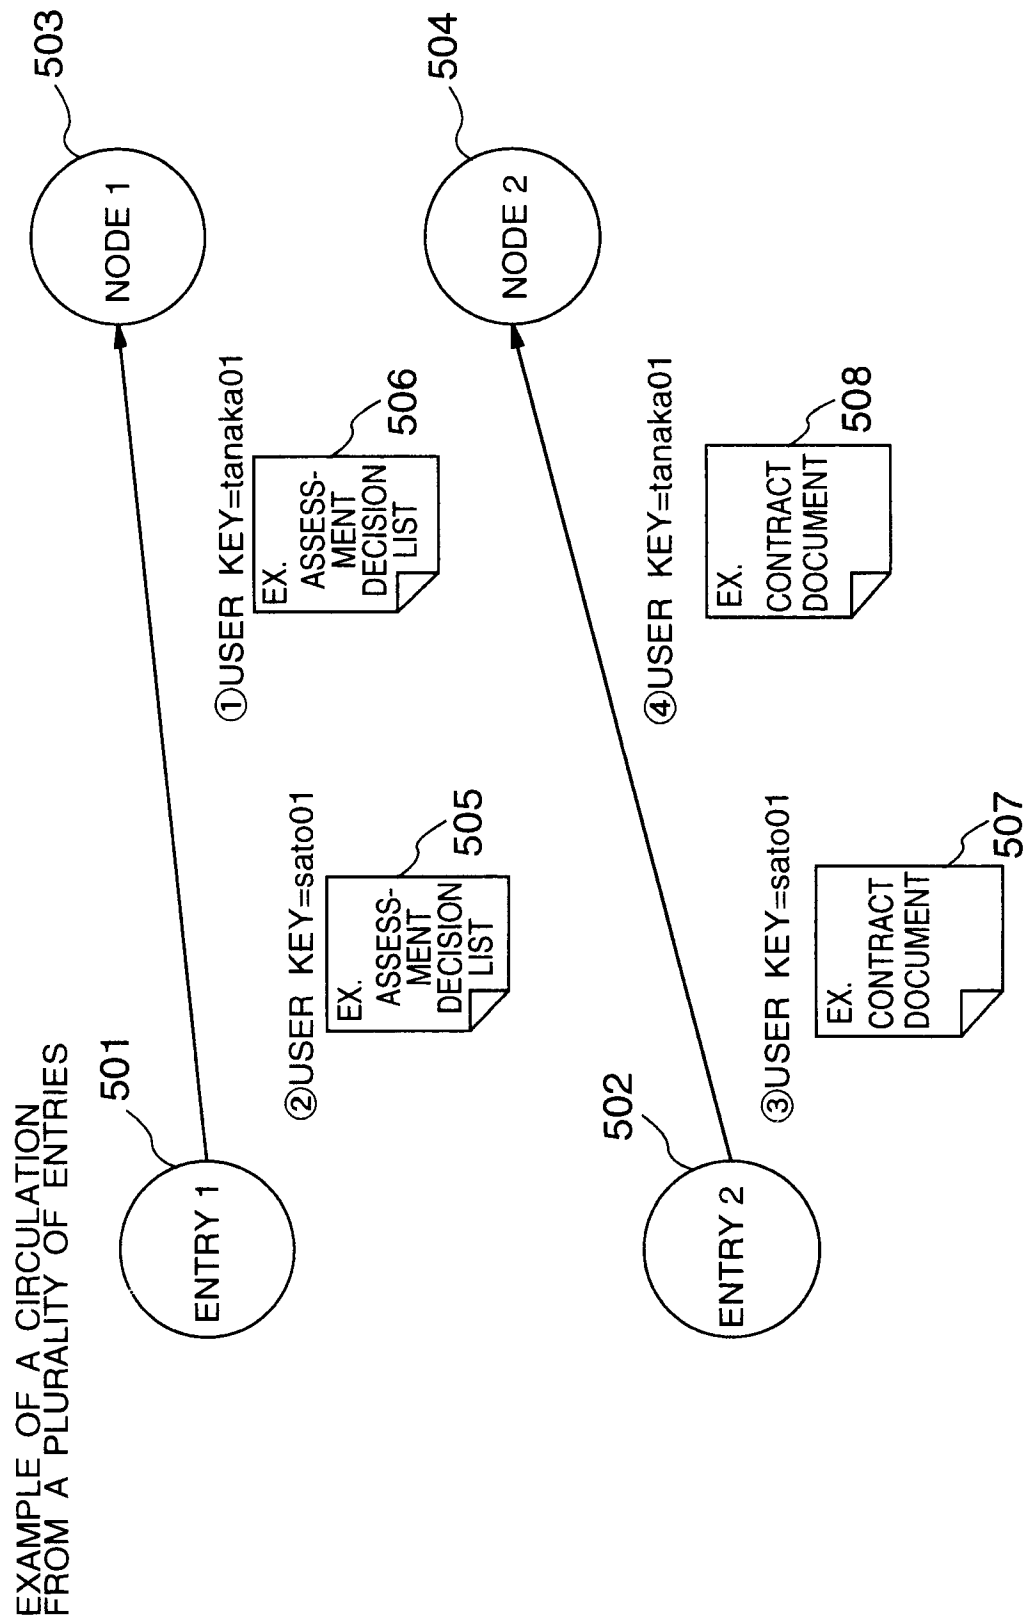 EXAMPLE OF A CIRCULATION
FROM A PLURALITY OF ENTRIES
501
ENTRY 1
503
NODE 1
①USER KEY=tanaka01
EX.
ASSESS-
MENT
DECISION
LIST
506
②USER KEY=sato01
EX.
ASSESS-
MENT
DECISION
LIST
505
502
ENTRY 2
504
NODE 2
④USER KEY=tanaka01
EX.
CONTRACT
DOCUMENT
508
③USER KEY=sato01
EX.
CONTRACT
DOCUMENT
507